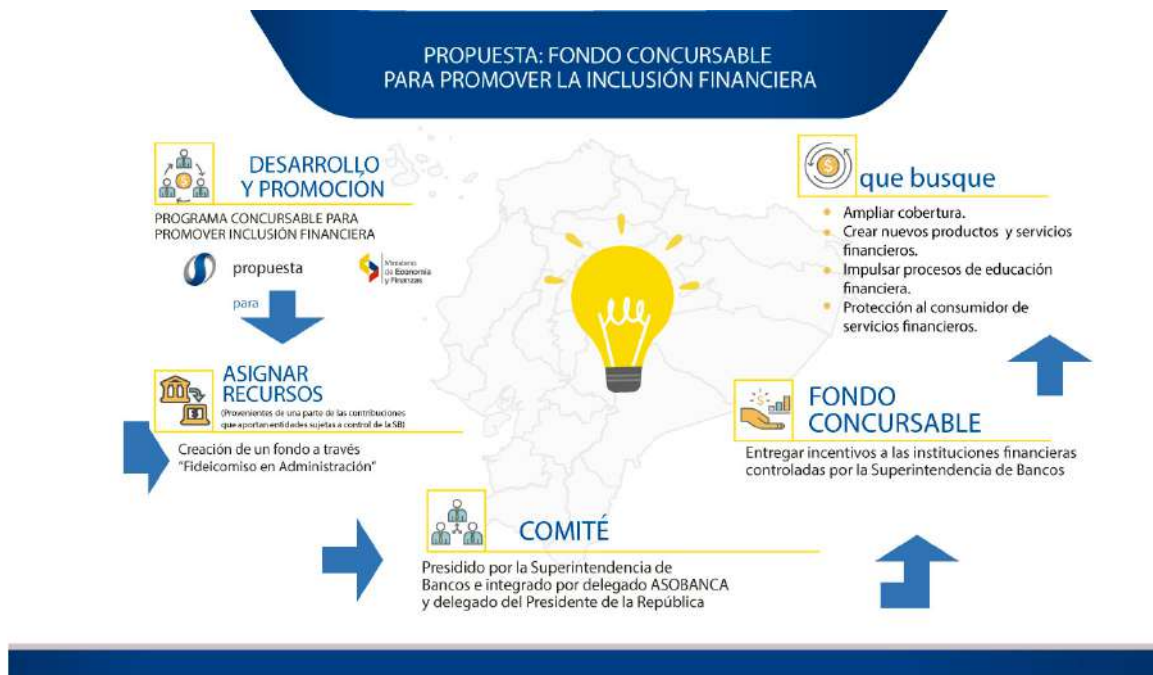 PROPUESTA: FONDO CONCURSABLE
PARA PROMOVER LA INCLUSIÓN FINANCIERA
DESARROLLO
Y PROMOCIÓN
PROGRAMA CONCURSABLE PARA
PROMOVER INCLUSIÓN FINANCIERA
propuesta
Ministerio
de Economía
y Finanzas
para
ASIGNAR
RECURSOS
(Provenientes de una parte de las contribuciones
que aportan entidades sujetas a control de la SB)
Creación de un fondo a través
"Fideicomiso en Administración"
COMITÉ
Presidido por la Superintendencia de
Bancos e integrado por delegado ASOBANCA
y delegado del Presidente de la República
FONDO
CONCURSABLE
Entregar incentivos a las instituciones financieras
controladas por la Superintendencia de Bancos
que busque
Ampliar cobertura.
Crear nuevos productos y servicios
financieros.
Impulsar procesos de educación
financiera.
Protección al consumidor de
servicios financieros.